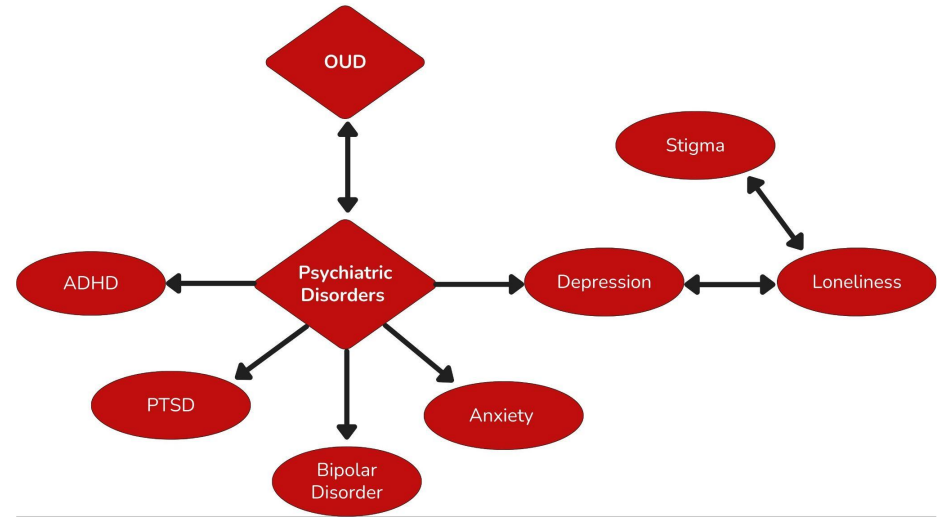 OUD
Stigma
Psychiatric
Disorders
ADHD
Depression
Loneliness
PTSD
Anxiety
Bipolar
Disorder